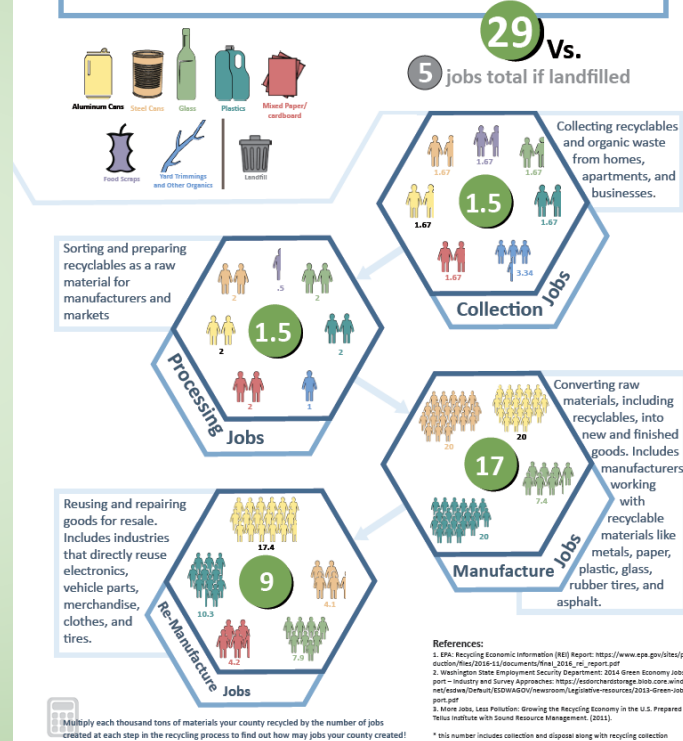 29 Vs.
5 jobs total if landfilled
Aluminum Cans
Steel Cans
Glass
Plastics
Mixed Paper/
cardboard
Food Scraps
Yard Trimmings
and Other Organics
Landfill
Collecting recyclables
and organic waste
from homes,
apartments, and
businesses.
1.67
1.67
1.67
1.67
1.5
1.67
1.67
3.34
Collection Jobs
Sorting and preparing
recyclables as a raw
material for
manufacturers and
markets
2
.5
2
2
1.5
2
2
1
Processing Jobs
Converting raw
materials, including
recyclables, into
new and finished
goods. Includes
manufacturers
working
with
recyclable
materials like
metals, paper,
plastic, glass,
rubber tires, and
asphalt.
20
20
17
7.4
20
Manufacture Jobs
Reusing and repairing
goods for resale.
Includes industries
that directly reuse
electronics,
vehicle parts,
merchandise,
clothes, and
tires.
17.4
10.3
9
4.1
4.2
7.9
Re-Manufacture Jobs
Multiply each thousand tons of materials your county recycled by the number of jobs
created at each step in the recycling process to find out how may jobs your county created!
References:
1. EPA: Recycling Economic Information (REI) Report: https://www.epa.gov/sites/p
duction/files/2016-11/documents/final_2016_rei_report.pdf
2. Washington State Employment Security Department: 2014 Green Economy Jobs
port – Industry and Survey Approaches: https://esdorchardstorage.blob.core.wind
net/esdwa/Default/ESDWAGOV/newsroom/Legislative-resources/2013-Green-Job
port.pdf
3. More Jobs, Less Pollution: Growing the Recycling Economy in the U.S. Prepared
Tellus Institute with Sound Resource Management. (2011).
* this number includes collection and disposal along with recycling collection